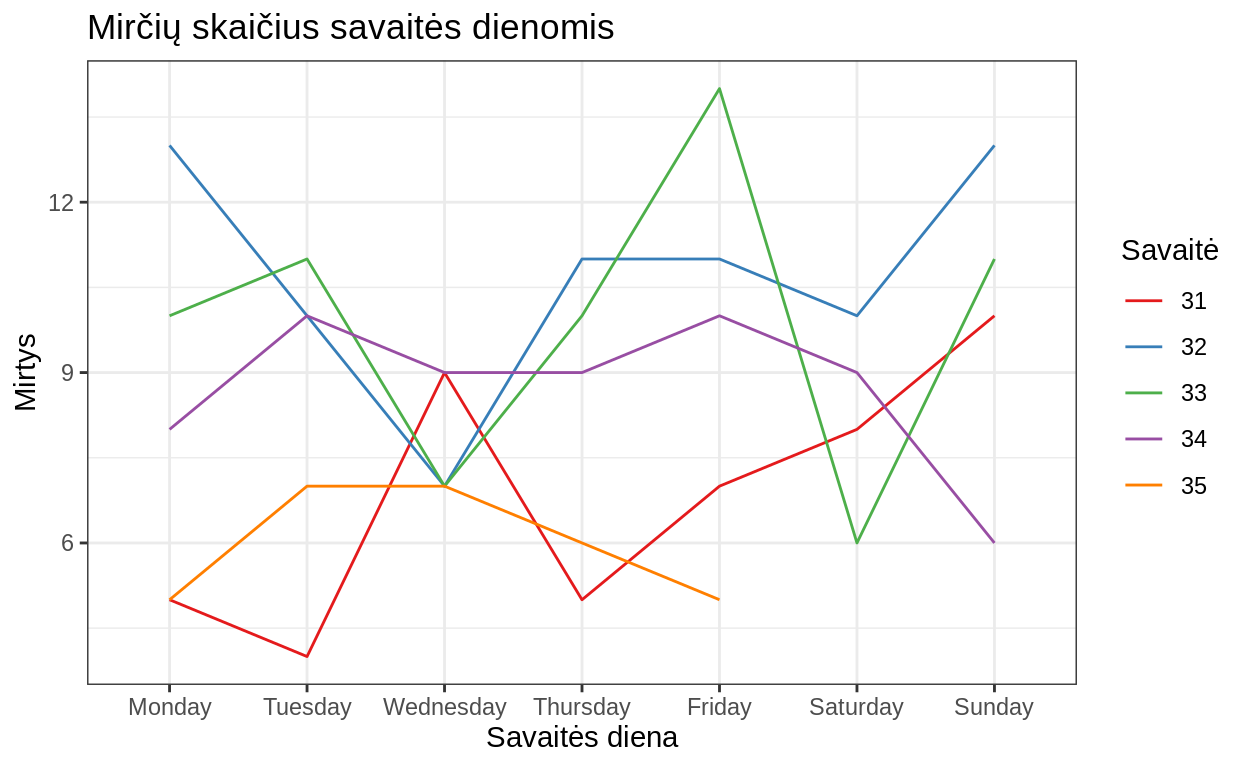 Mirčių skaičius savaitės dienomis
Mirtys
12
9
6
Monday Tuesday Wednesday Thursday Friday Saturday Sunday
Savaitės diena
Savaitė
31
32
33
34
35